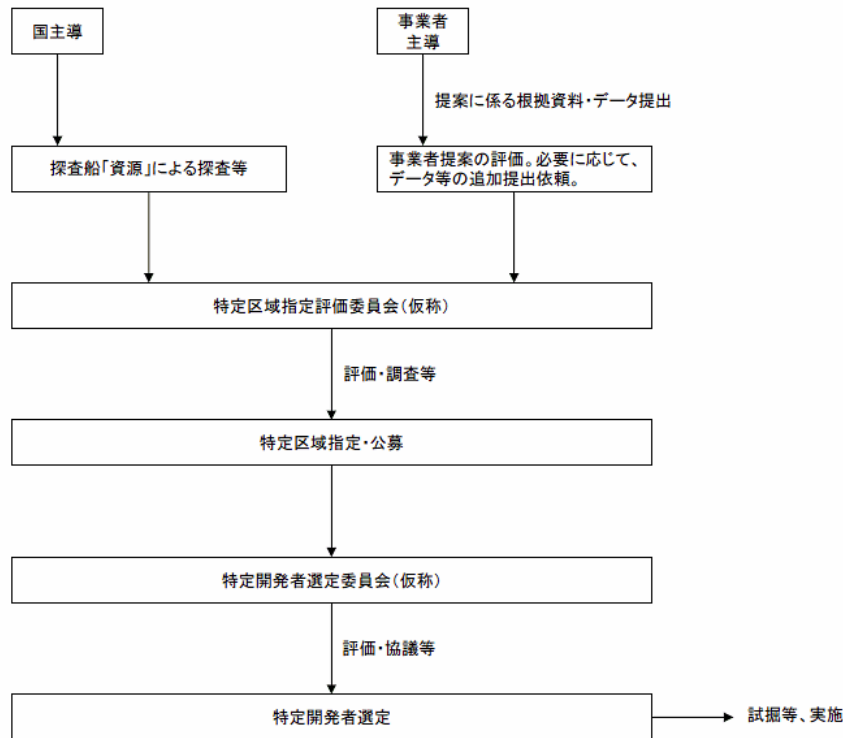 国主導
事業者
主導
提案に係る根拠資料・データ提出
探査船「資源」による探査等
事業者提案の評価。必要に応じて、
データ等の追加提出依頼。
特定区域指定評価委員会(仮称)
評価・調査等
特定区域指定・公募
特定開発者選定委員会(仮称)
評価・協議等
特定開発者選定
試掘等、実施